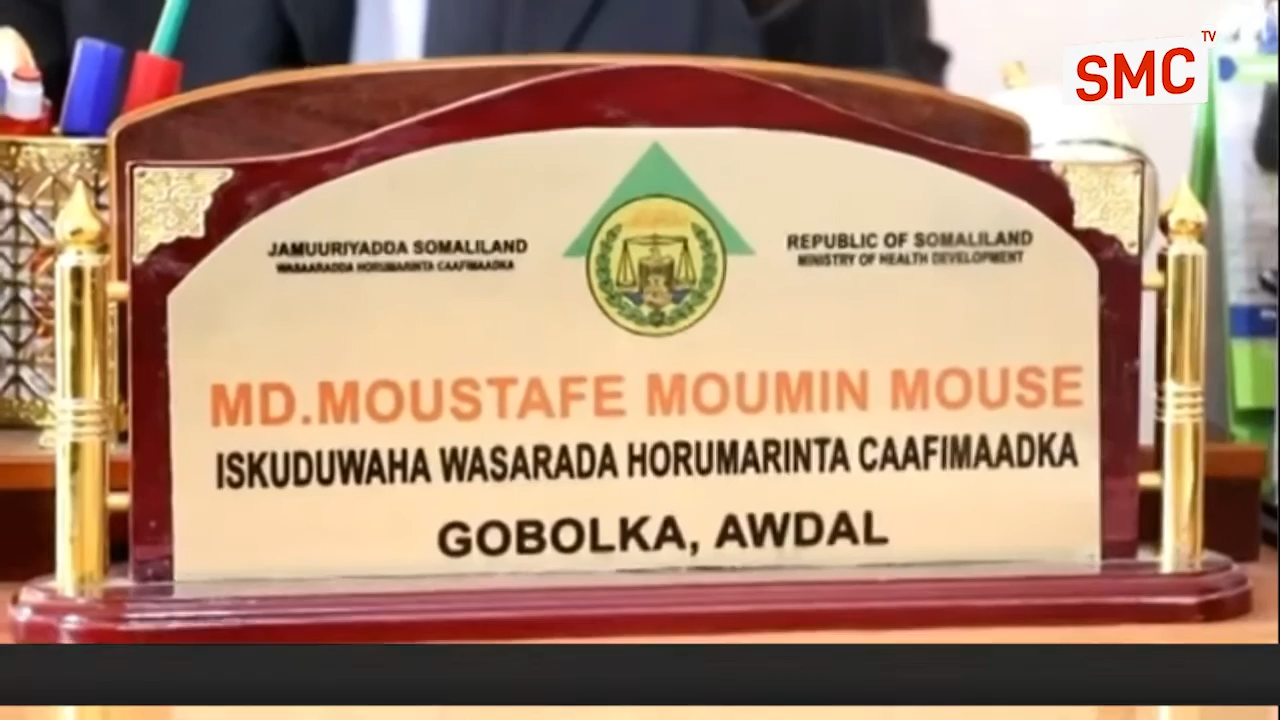 SMC TV
JAMUURIYADDA SOMALILAND
WASAARADDA HORUMARINTA CAAFIMAADKA
REPUBLIC OF SOMALILAND
MINISTRY OF HEALTH DEVELOPMENT
MD.MOUSTAFE MOUMIN MOUSE
ISKUDUWAHA WASARADA HORUMARINTA CAAFIMAADKA
GOBOLKA, AWDAL